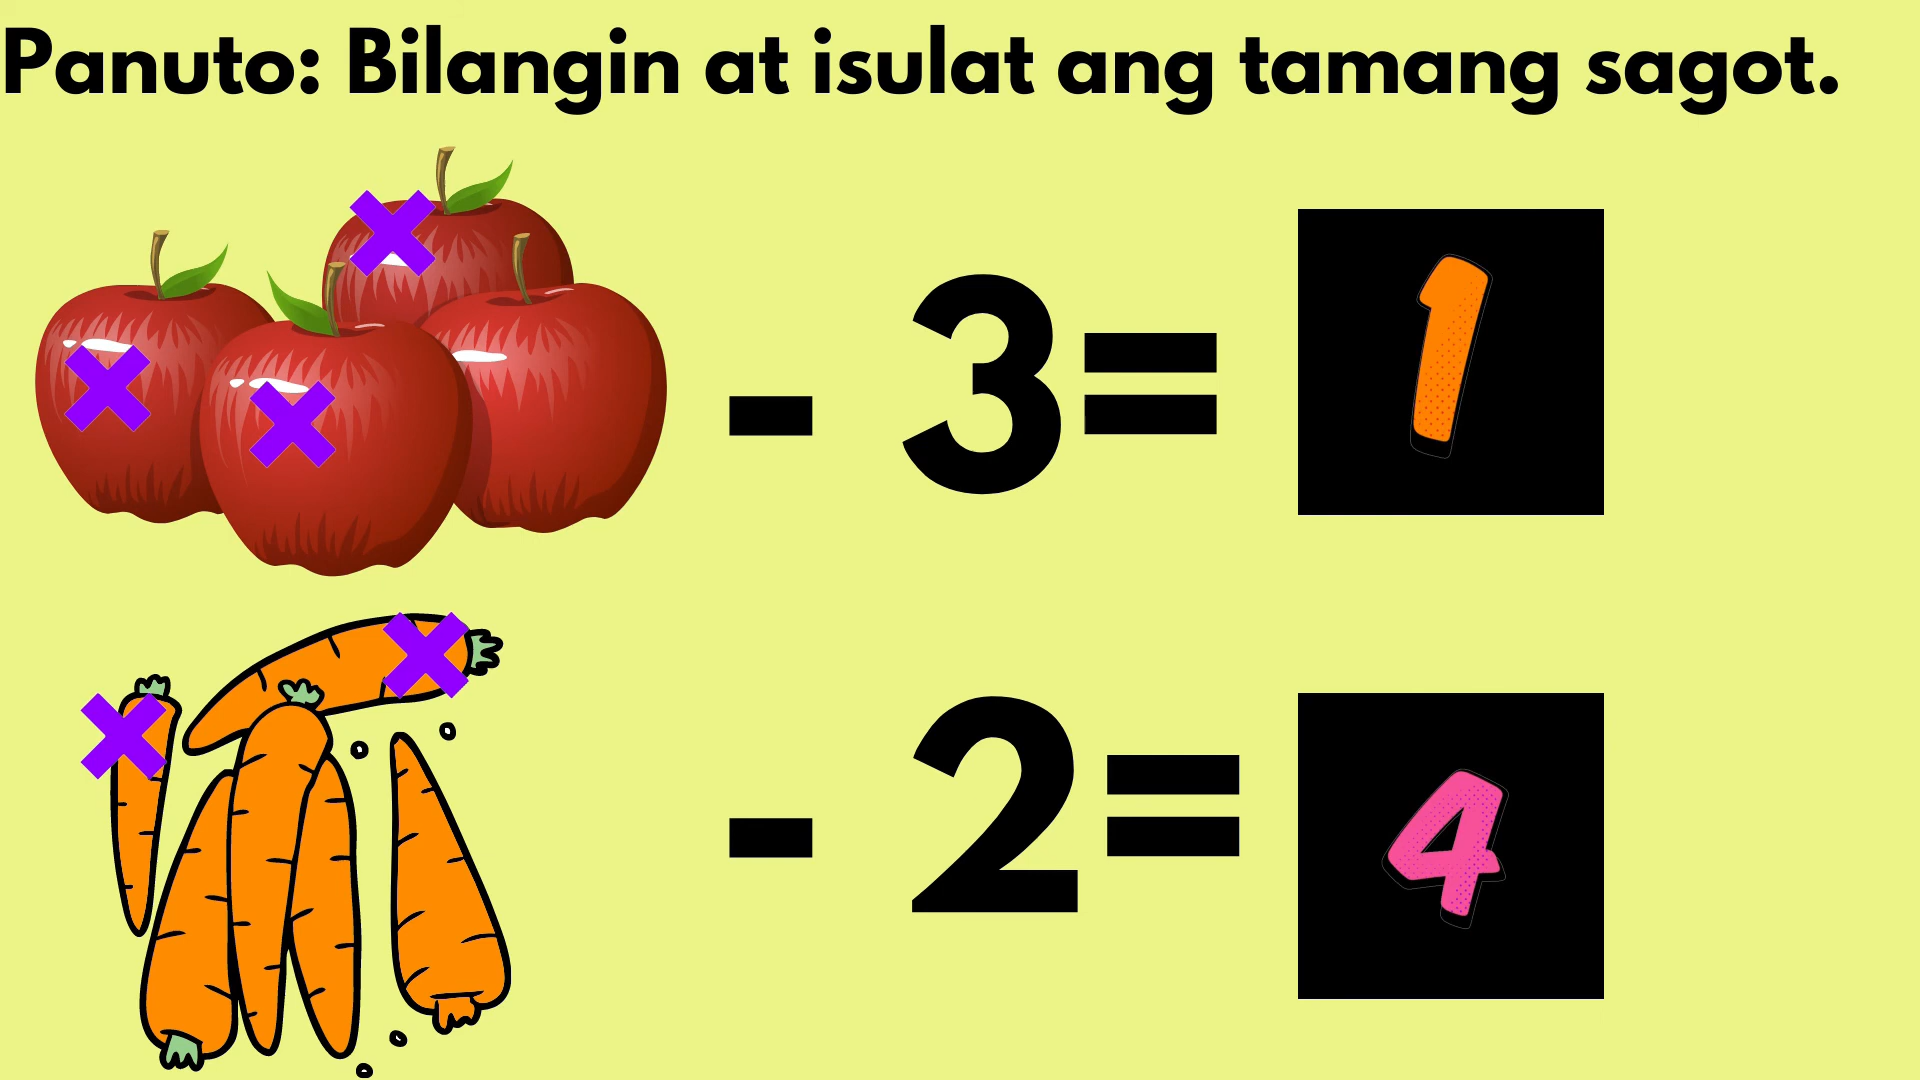 Panuto: Bilangin at isulat ang tamang sagot.
- 3= 1
- 2= 4